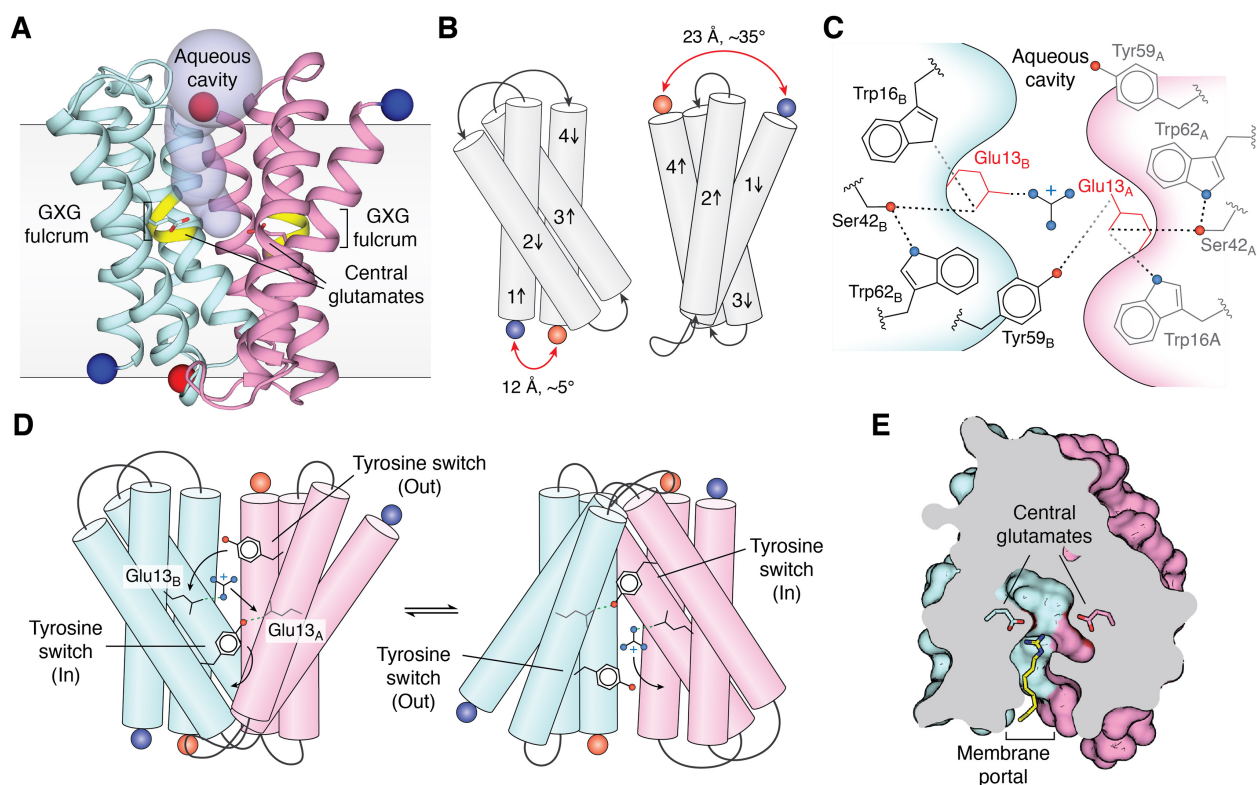 A
Aqueous
cavity
GXG
fulcrum
GXG
fulcrum
Central
glutamates
B
23 Å, ~35°
4↓
3↑
2↓
1↑
12 Å, ~5°
4↑
2↑
1↓
3↓
C
Aqueous
cavity
Tyr59A
Trp16B
Trp62A
Glu13B
+
Glu13A
Ser42B
Ser42A
Trp62B
Tyr59B
Trp16A
D
Tyrosine switch
(Out)
Glu13B
+
Glu13A
Tyrosine
switch
(In)
Tyrosine
switch
(In)
Tyrosine
switch
(Out)
+
E
Central
glutamates
Membrane
portal